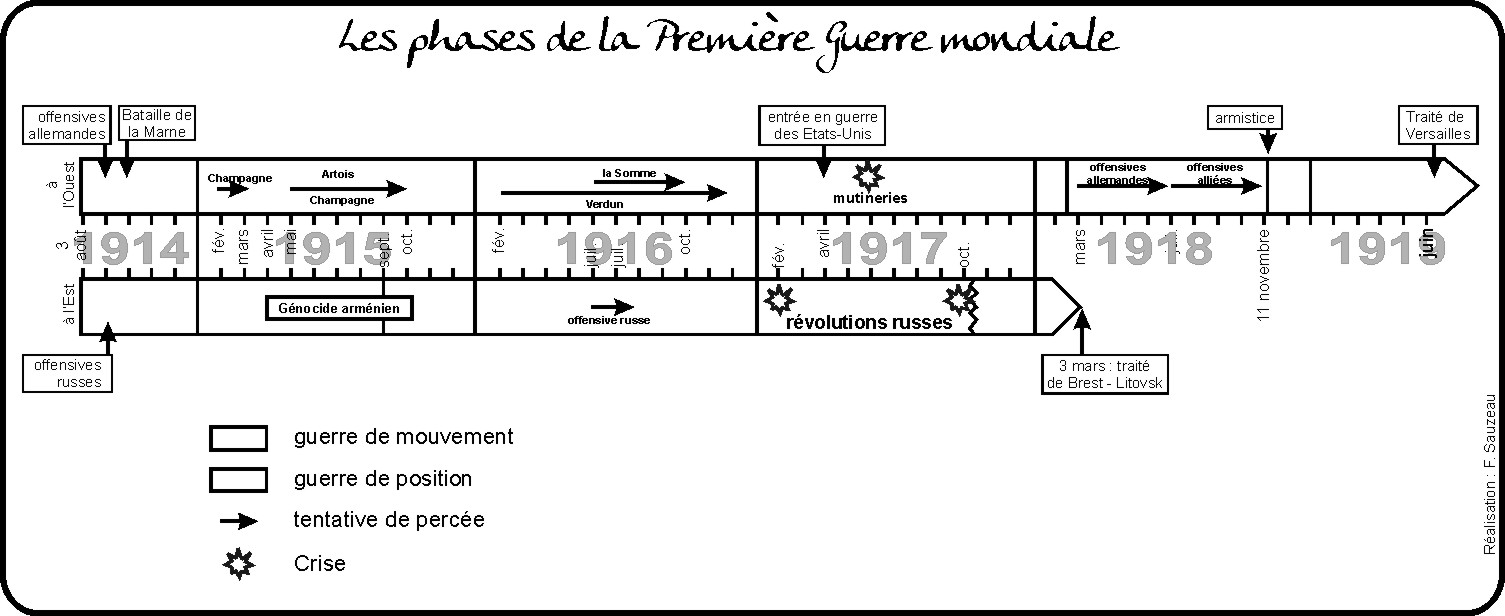 Les phases de la Première Guerre mondiale
offensives
allemandes
Bataille de
la Marne
entrée en guerre
des Etats-Unis
armistice
Traité de
Versailles
à
l'Ouest
Champagne
Artois
Champagne
la Somme
Verdun
mutineries
offensives
allemandes
offensives
alliées
3
août
1914
fév.
mars
avril
mai
1915
sept.
oct.
fév.
1916
juil.
juil.
oct.
fév.
avril
1917
oct.
mars
1918
juil.
11 novembre
1919
juin
à l'Est
Génocide arménien
offensive russe
révolutions russes
offensives
russes
3 mars : traité
de Brest - Litovsk
guerre de mouvement
guerre de position
tentative de percée
Crise
Réalisation : F. Sauzeau